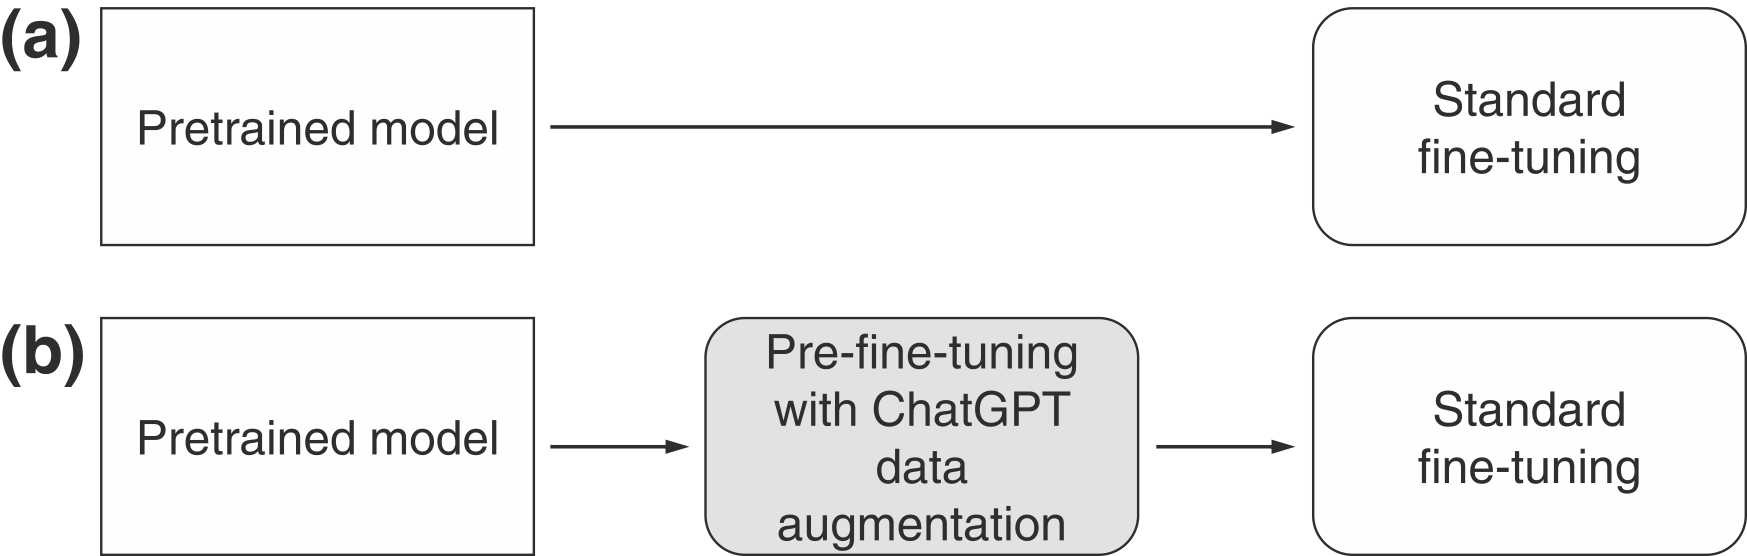 (a)
Pretrained model
Standard
fine-tuning
(b)
Pretrained model
Pre-fine-tuning
with ChatGPT
data
augmentation
Standard
fine-tuning